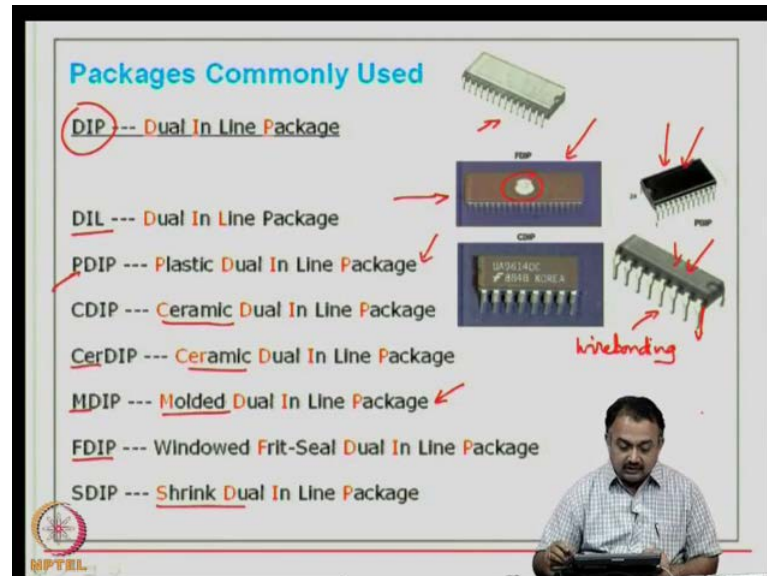 Packages Commonly Used
DIP --- Dual In Line Package
FDIP
DIL --- Dual In Line Package
24
PDIP
PDIP --- Plastic Dual In Line Package
CDIP
UA9614DC
F 8848 KOREA
CDIP --- Ceramic Dual In Line Package
wirebonding
CerDIP --- Ceramic Dual In Line Package
MDIP --- Molded Dual In Line Package
FDIP --- Windowed Frit-Seal Dual In Line Package
SDIP --- Shrink Dual In Line Package
NPTEL